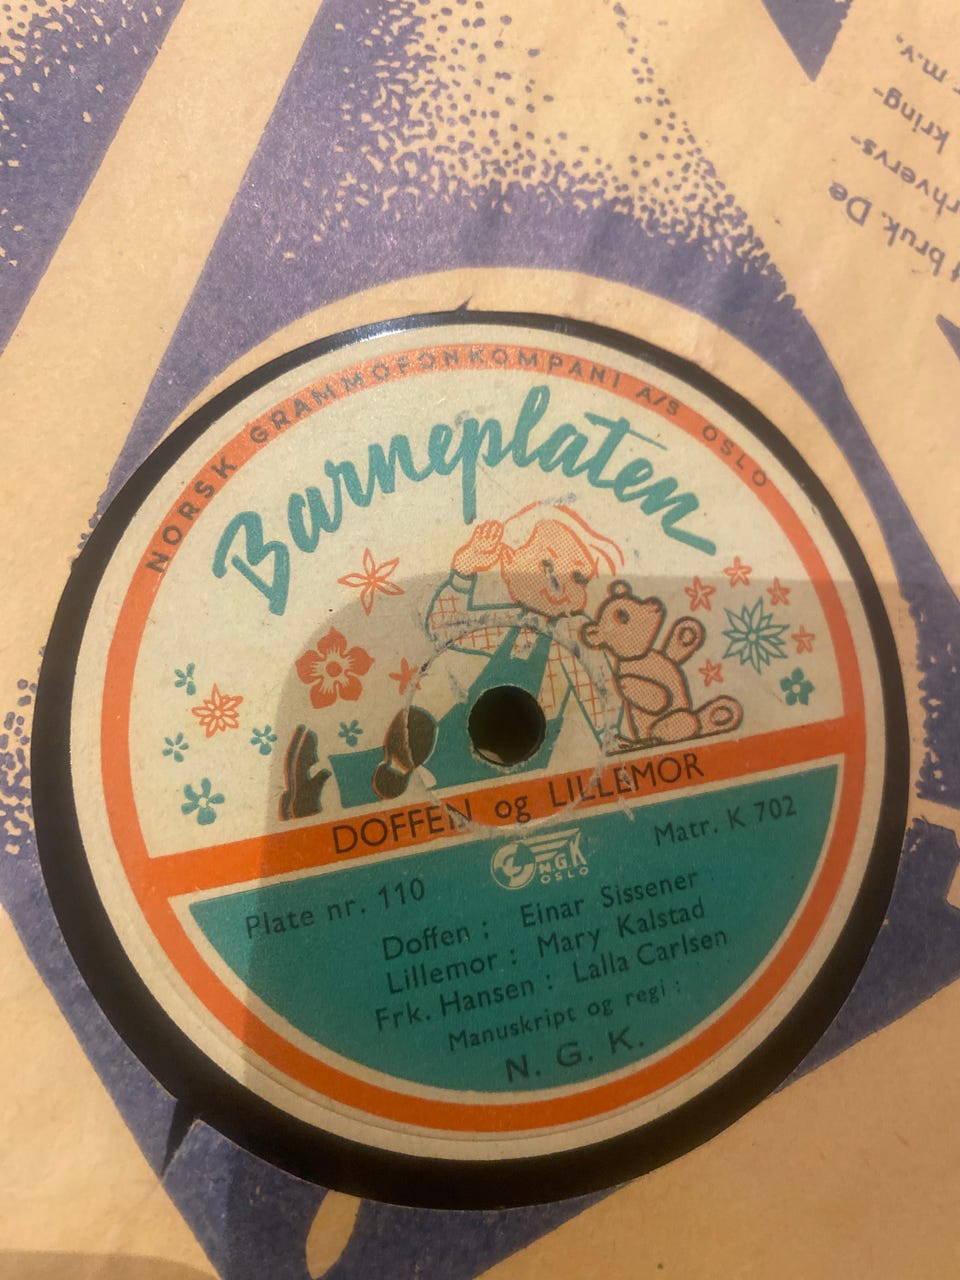 NORSK GRAMMOFONKOMPANI A/S OSLO
Barneplaten
DOFFEN og LILLEMOR
Plate nr. 110
N.G.K.
OSLO
Matr. K 702
Doffen : Einar Sissener
Lillemor : Mary Kalstad
Frk. Hansen : Lalla Carlsen
Manuskript og regi :
N. G. K.
bruk. De
kring-
m.v.